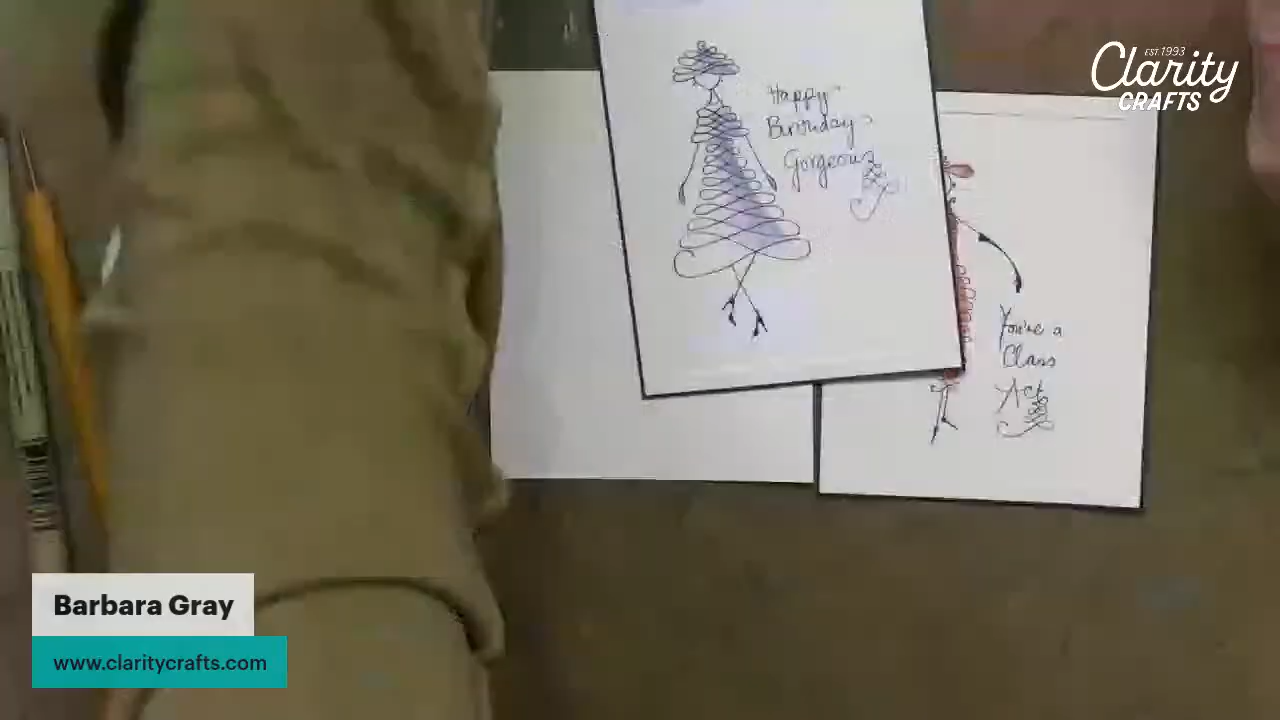 EST.1993
Clarity
CRAFTS
Happy
Birthday
Gorgeous
You're a
Class
Act
Barbara Gray
www.claritycrafts.com